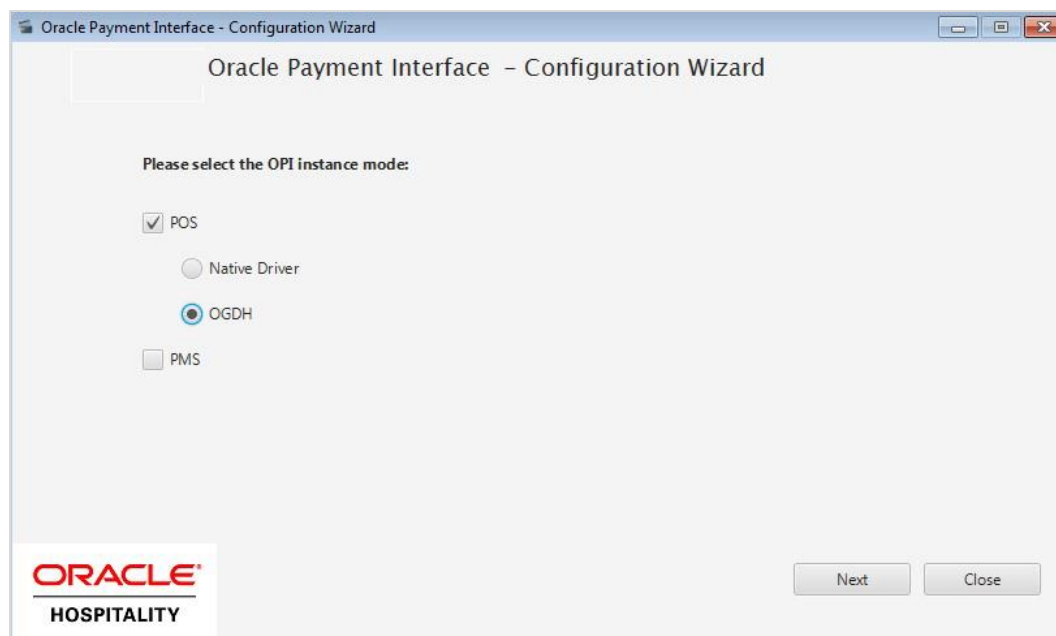 Oracle Payment Interface - Configuration Wizard
Oracle Payment Interface – Configuration Wizard
Please select the OPI instance mode:
POS
Native Driver
OGDH
PMS
ORACLE®
HOSPITALITY
Next
Close